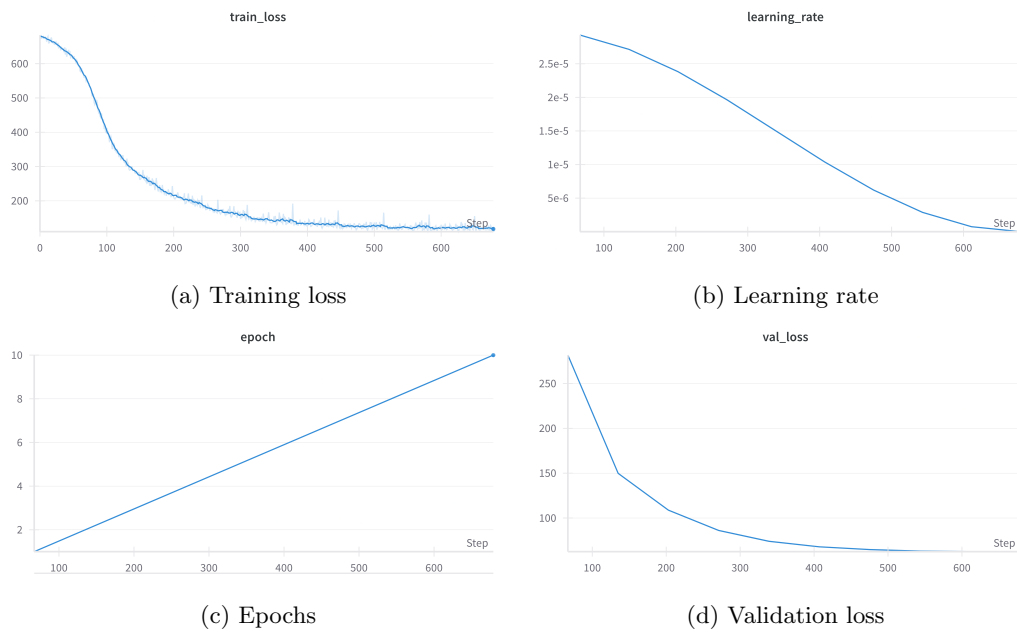 train_loss
600
500
400
300
200
Step
0 100 200 300 400 500 600
(a) Training loss
learning_rate
2.5e-5
2e-5
1.5e-5
1e-5
5e-6
Step
100 200 300 400 500 600
(b) Learning rate
epoch
10
8
6
4
2
Step
100 200 300 400 500 600
(c) Epochs
val_loss
250
200
150
100
Step
100 200 300 400 500 600
(d) Validation loss